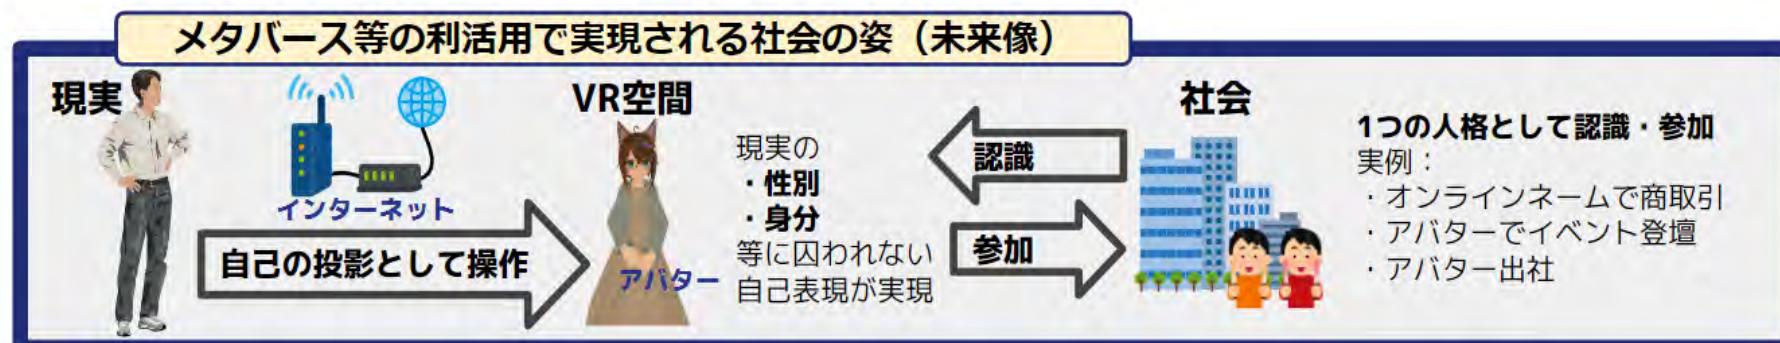 メタバース等の利活用で実現される社会の姿（未来像）
現実
インターネット
自己の投影として操作
VR空間
アバター
現実の
・性別
・身分
等に囚われない
自己表現が実現
認識
参加
社会
1つの人格として認識・参加
実例：
・オンラインネームで商取引
・アバターでイベント登壇
・アバター出社